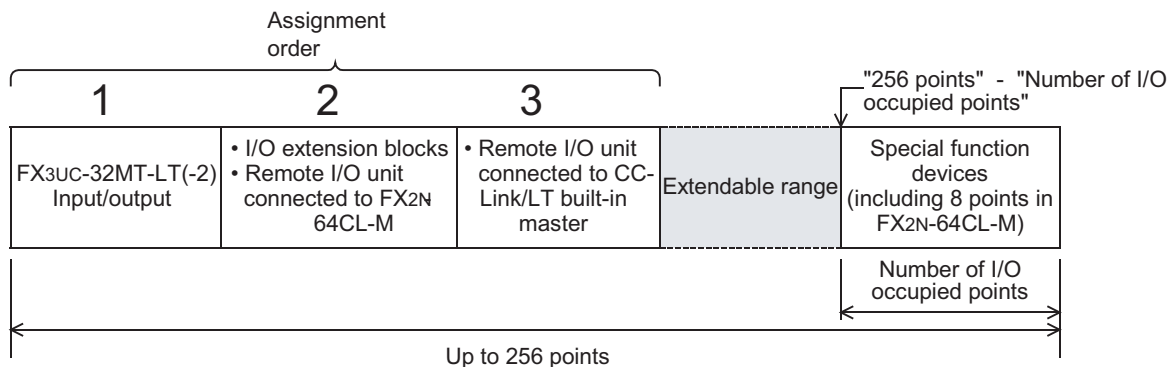 Assignment
order
1
2
3
"256 points" - "Number of I/O
occupied points"
FX3UC-32MT-LT(-2)
Input/output
• I/O extension blocks
• Remote I/O unit
connected to FX2N
64CL-M
• Remote I/O unit
connected to CC-
Link/LT built-in
master
Extendable range
Special function
devices
(including 8 points in
FX2N-64CL-M)
Number of I/O
occupied points
Up to 256 points